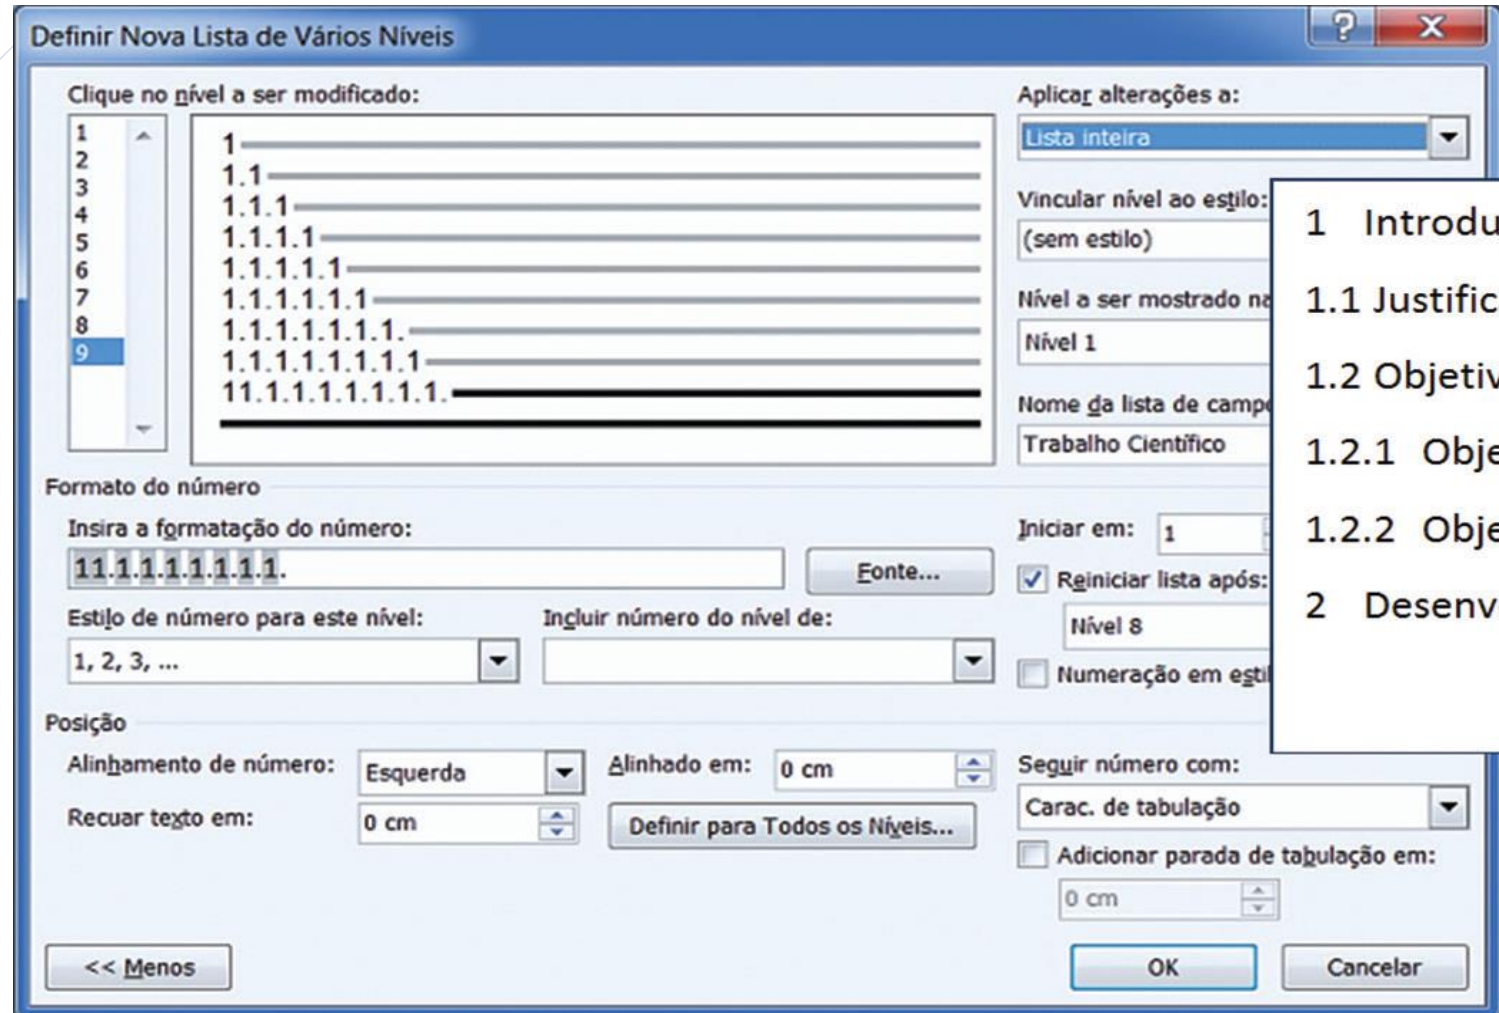 Definir Nova Lista de Vários Níveis
?
X
Clique no nível a ser modificado:
1
2
3
4
5
6
7
8
9
1
1.1
1.1.1
1.1.1.1
1.1.1.1.1
1.1.1.1.1.1
1.1.1.1.1.1.1.
1.1.1.1.1.1.1.1
11.1.1.1.1.1.1.1.
Aplicar alterações a:
Lista inteira
Vincular nível ao estilo:
(sem estilo)
Nível a ser mostrado na
Nível 1
Nome da lista de
Trabalho Científico
1 
1.1 
1.2 
1.2.1
1.2.2
2
Formato do número
Insira a formatação do número:
11.1.1.1.1.1.1.1.
Fonte...
Estilo de número para este nível:
1, 2, 3, ...
Incluir número do nível de:
Iniciar em: 1
Reiniciar lista após:
Nível 8
Numeração em
Posição
Alinhamento de número: Esquerda
Alinhado em: 0 cm
Recuar texto em: 0 cm
Definir para Todos os Níveis...
Seguir número com:
Carac. de tabulação
Adicionar parada de tabulação em:
0 cm
<< Menos
OK
Cancelar